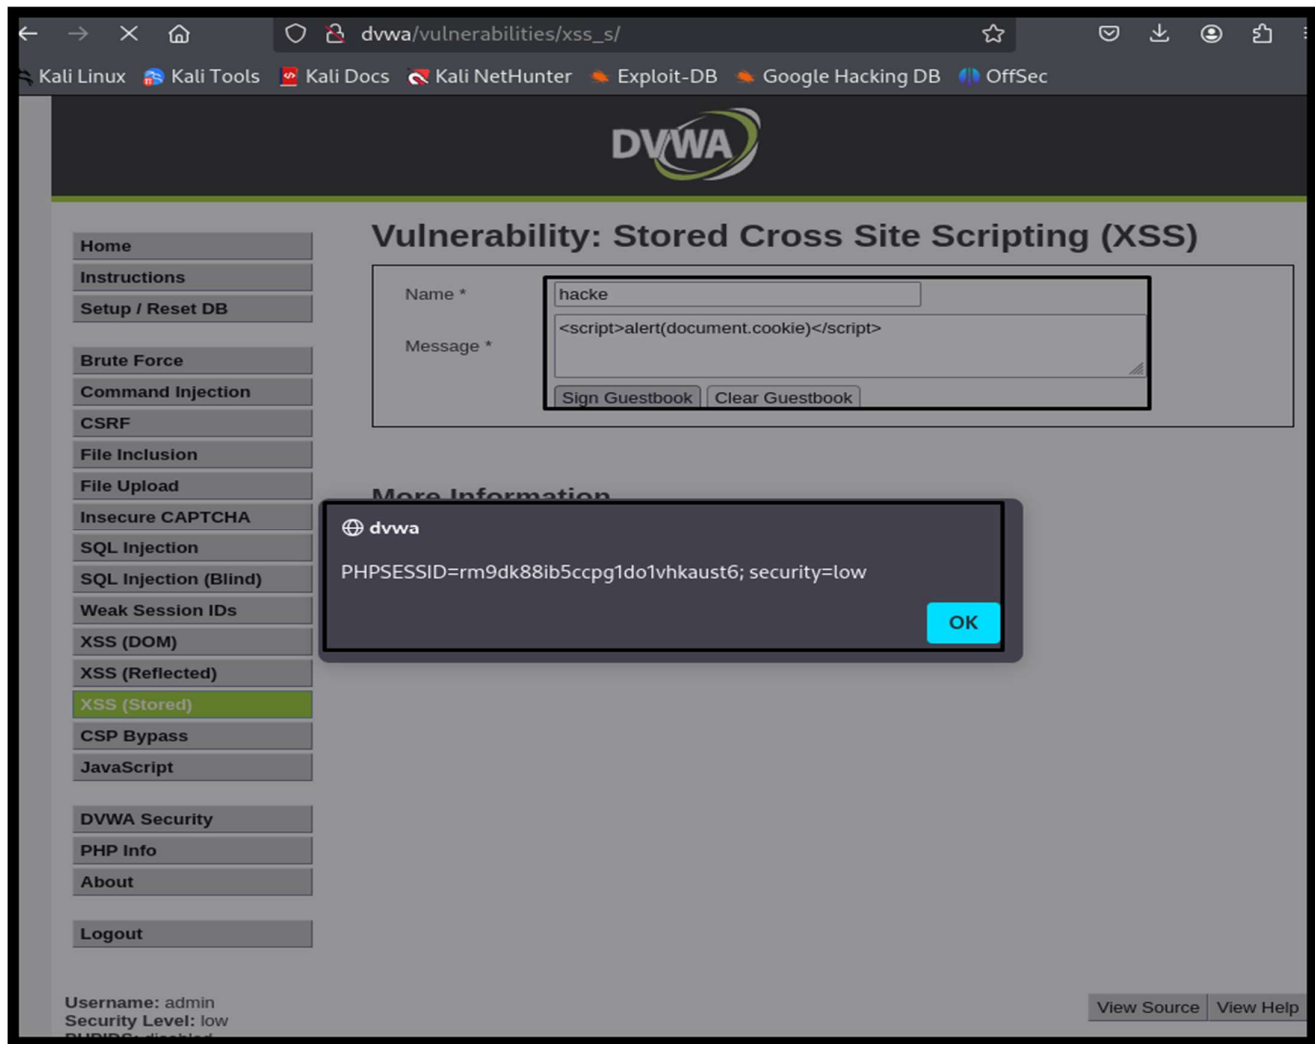 dvwa/vulnerabilities/xss_s/
Kali Linux Kali Tools Kali Docs Kali NetHunter Exploit-DB Google Hacking DB OffSec
DVWA
Home
Instructions
Setup / Reset DB
Brute Force
Command Injection
CSRF
File Inclusion
File Upload
Insecure CAPTCHA
SQL Injection
SQL Injection (Blind)
Weak Session IDs
XSS (DOM)
XSS (Reflected)
XSS (Stored)
CSP Bypass
JavaScript
DVWA Security
PHP Info
About
Logout
Vulnerability: Stored Cross Site Scripting (XSS)
Name * hacke
Message * <script>alert(document.cookie)</script>
Sign Guestbook Clear Guestbook
More Information
dvwa
PHPSESSID=rm9dk88ib5ccpg1do1vhkaust6; security=low
OK
Username: admin
Security Level: low
PHPIDS: disabled
View Source View Help